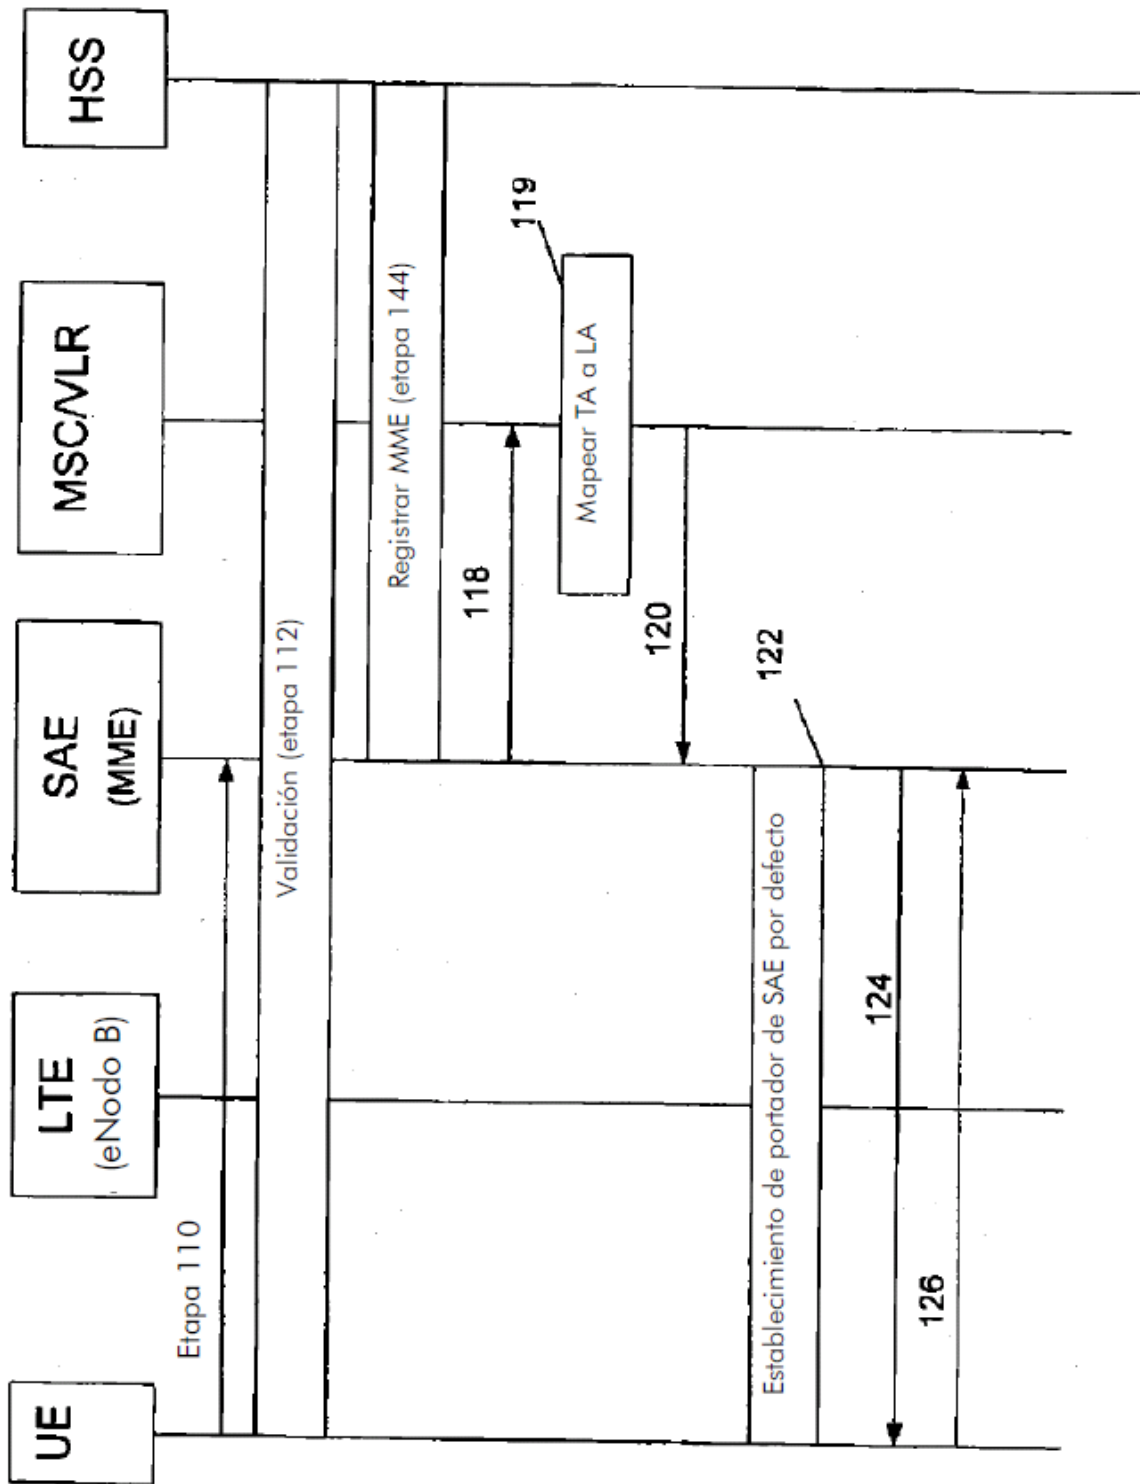 UE
LTE
(eNodo B)
SAE
(MME)
MSC/VLR
HSS
Etapa 110
Validación (etapa 112)
Registrar MME (etapa 144)
118
119
Mapear TA a LA
120
122
Establecimiento de portador de SAE por defecto
124
126